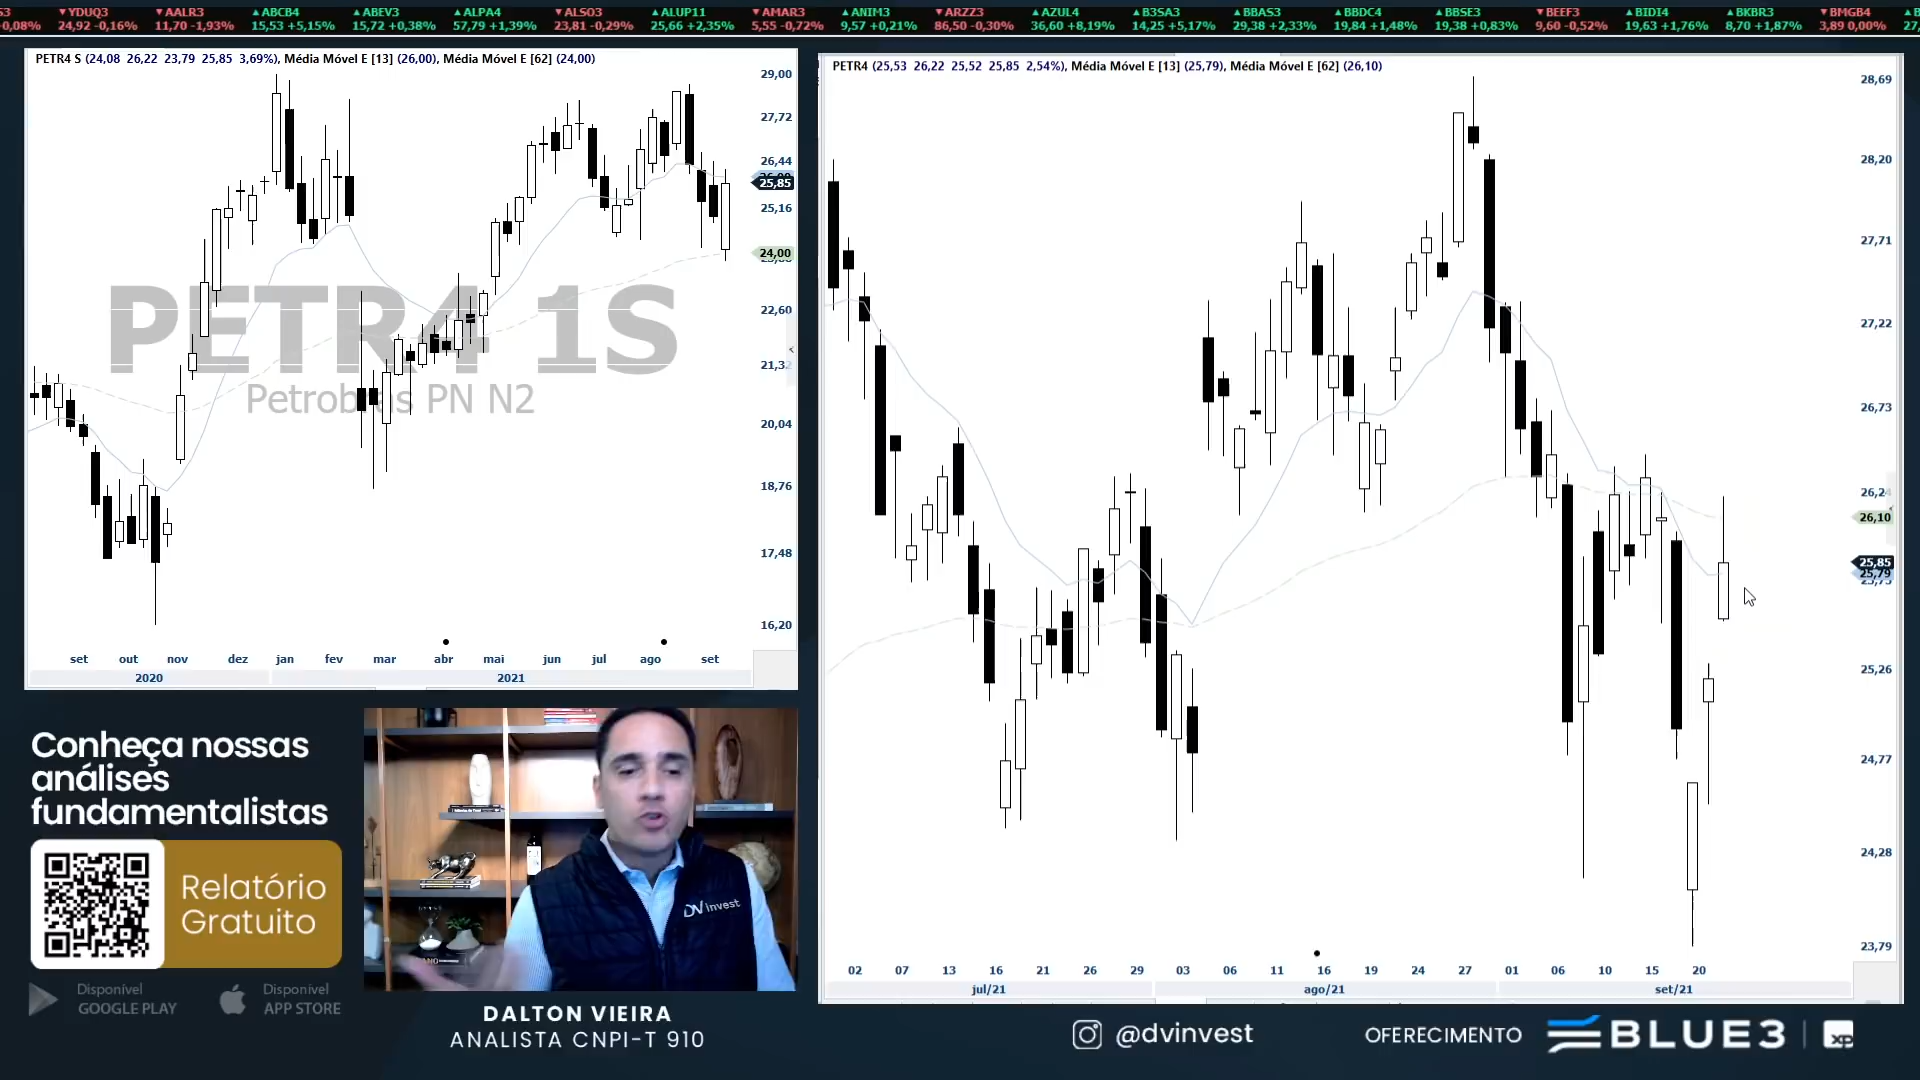 YDUQ3 AALR3 ABCB4 ABEV3 ALPA4 ALSO3 ALUP11 AMAR3 ANIM3 ARZZ3 AZUL4 B3SA3 BBAS3 BBDC4 BBSE3 BEEF3 BIDI4 BKBR3 BMGB4
-0,08% 24,92 -0,16% 11,70 -1,93% 15,53 +5,15% 15,72 +0,38% 57,79 +1,39% 23,81 -0,29% 25,66 +2,35% 5,55 -0,72% 9,57 +0,21% 86,50 -0,30% 36,60 +8,19% 14,25 +5,17% 29,38 +2,33% 19,84 +1,48% 19,38 +0,83% 9,60 -0,52% 19,63 +1,76% 8,70 +1,87% 3,89 0,00%
PETR4 S (24,08 26,22 23,79 25,85 3,69%), Média Móvel E [13] (26,00), Média Móvel E [62] (24,00)
29,00
27,72
26,44
25,85
25,16
24,00
22,60
21,32
20,04
18,76
17,48
16,20
PETR4 1S
Petrobras PN N2
set out nov dez jan fev mar abr mai jun jul ago set
2020 2021
PETR4 (25,53 26,22 25,52 25,85 2,54%), Média Móvel E [13] (25,79), Média Móvel E [62] (26,10)
28,69
28,20
27,71
27,22
26,73
26,24
26,10
25,85
25,79
25,26
24,77
24,28
23,79
02 07 13 16 21 26 29 03 06 11 16 19 24 27 01 06 10 15 20
jul/21 ago/21 set/21
Conheça nossas
análises
fundamentalistas
Relatório
Gratuito
Disponível
GOOGLE PLAY
Disponível
APP STORE
DV Invest
DALTON VIEIRA
ANALISTA CNPI-T 910
@dvinvest
OFERECIMENTO
BLUE3
xp